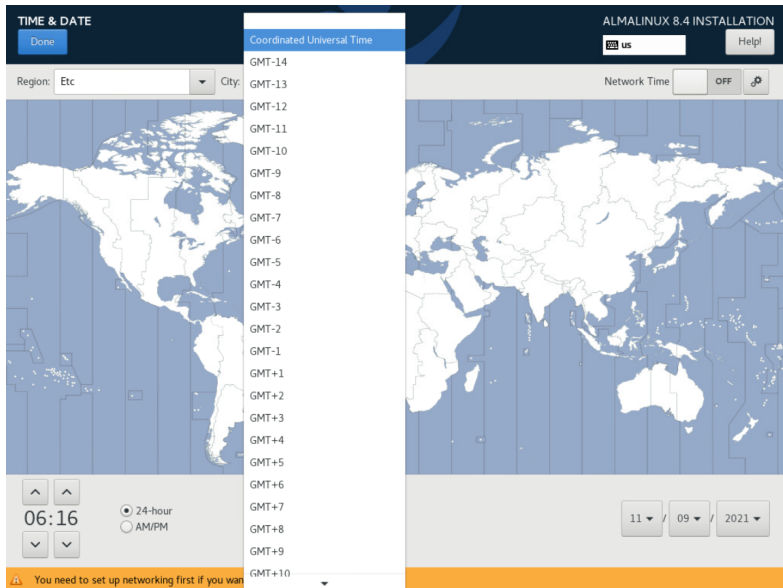 TIME & DATE
ALMALINUX 8.4 INSTALLATION
Done
us
Help!
Region: Etc
City:
Network Time
OFF
Coordinated Universal Time
GMT-14
GMT-13
GMT-12
GMT-11
GMT-10
GMT-9
GMT-8
GMT-7
GMT-6
GMT-5
GMT-4
GMT-3
GMT-2
GMT-1
GMT+1
GMT+2
GMT+3
GMT+4
GMT+5
GMT+6
GMT+7
GMT+8
GMT+9
GMT+10
06:16
24-hour
AM/PM
11 / 09 / 2021
You need to set up networking first if you wan